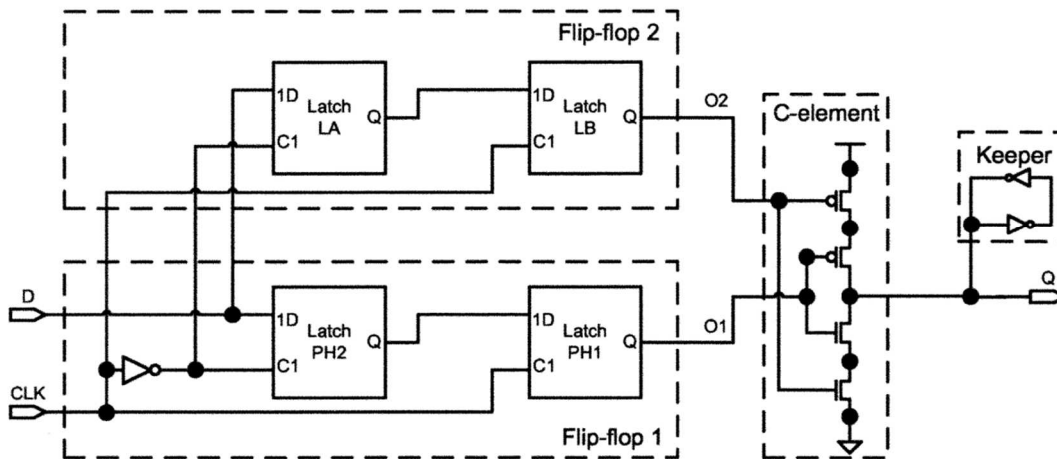 Flip-flop 2
1D
Latch
LA
Q
C1
1D
Latch
LB
Q
C1
O2
C-element
Keeper
D
CLK
1D
Latch
PH2
Q
C1
1D
Latch
PH1
Q
C1
O1
Q
Flip-flop 1